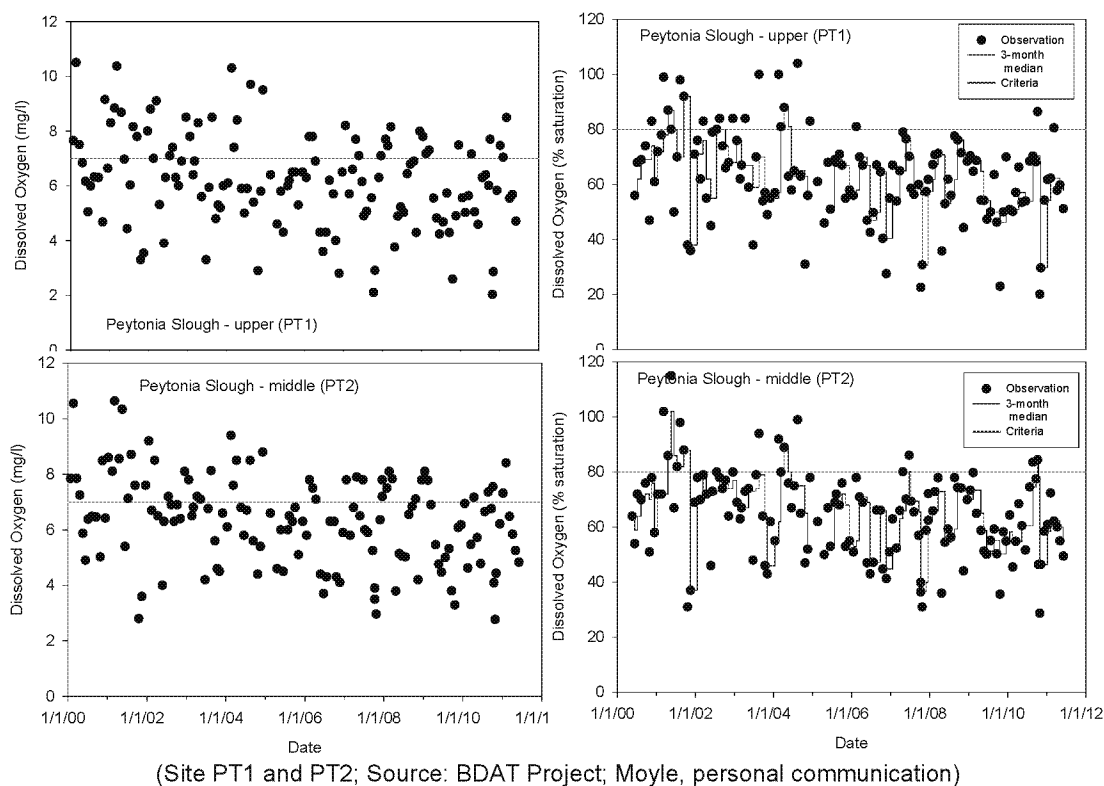 12
10
8
6
4
2
0
Dissolved Oxygen (mg/l)
Peytonia Slough - upper (PT1)
120
100
80
60
40
20
0
Dissolved Oxygen (% saturation)
Peytonia Slough - upper (PT1)
Observation
3-month
median
Criteria
12
10
8
6
4
2
0
Dissolved Oxygen (mg/l)
Peytonia Slough - middle (PT2)
1/1/00
1/1/02
1/1/04
1/1/06
1/1/08
1/1/10
1/1/1
Date
120
100
80
60
40
20
0
Dissolved Oxygen (% saturation)
Peytonia Slough - middle (PT2)
Observation
3-month
median
Criteria
1/1/00
1/1/02
1/1/04
1/1/06
1/1/08
1/1/10
1/1/12
Date
(Site PT1 and PT2; Source: BDAT Project; Moyle, personal communication)